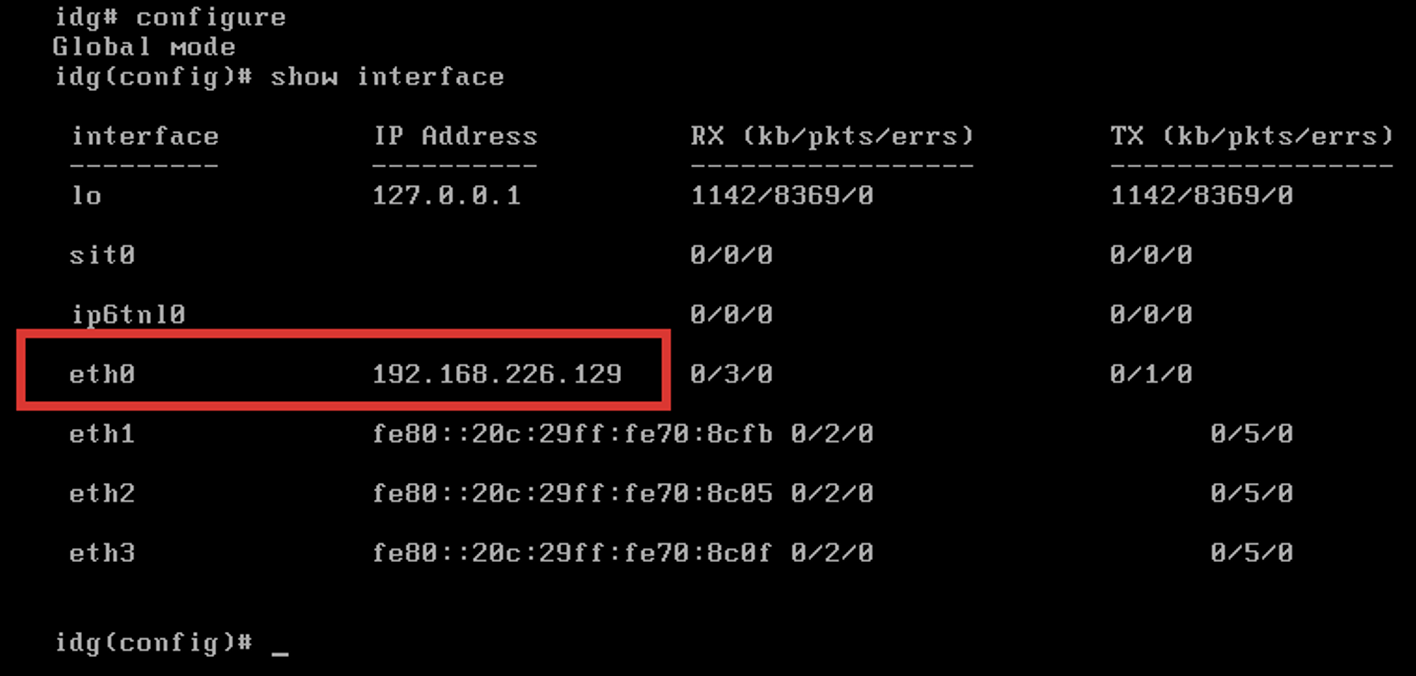 idg# configure
Global mode
idg(config)# show interface
interface IP Address RX (kb/pkts/errs) TX (kb/pkts/errs)
--------- ---------- ----------------- -----------------
lo 127.0.0.1 1142/8369/0 1142/8369/0
sit0 0/0/0 0/0/0
ip6tnl0 0/0/0 0/0/0
eth0 192.168.226.129 0/3/0 0/1/0
eth1 fe80::20c:29ff:fe70:8cfb 0/2/0 0/5/0
eth2 fe80::20c:29ff:fe70:8c05 0/2/0 0/5/0
eth3 fe80::20c:29ff:fe70:8c0f 0/2/0 0/5/0
idg(config)# _